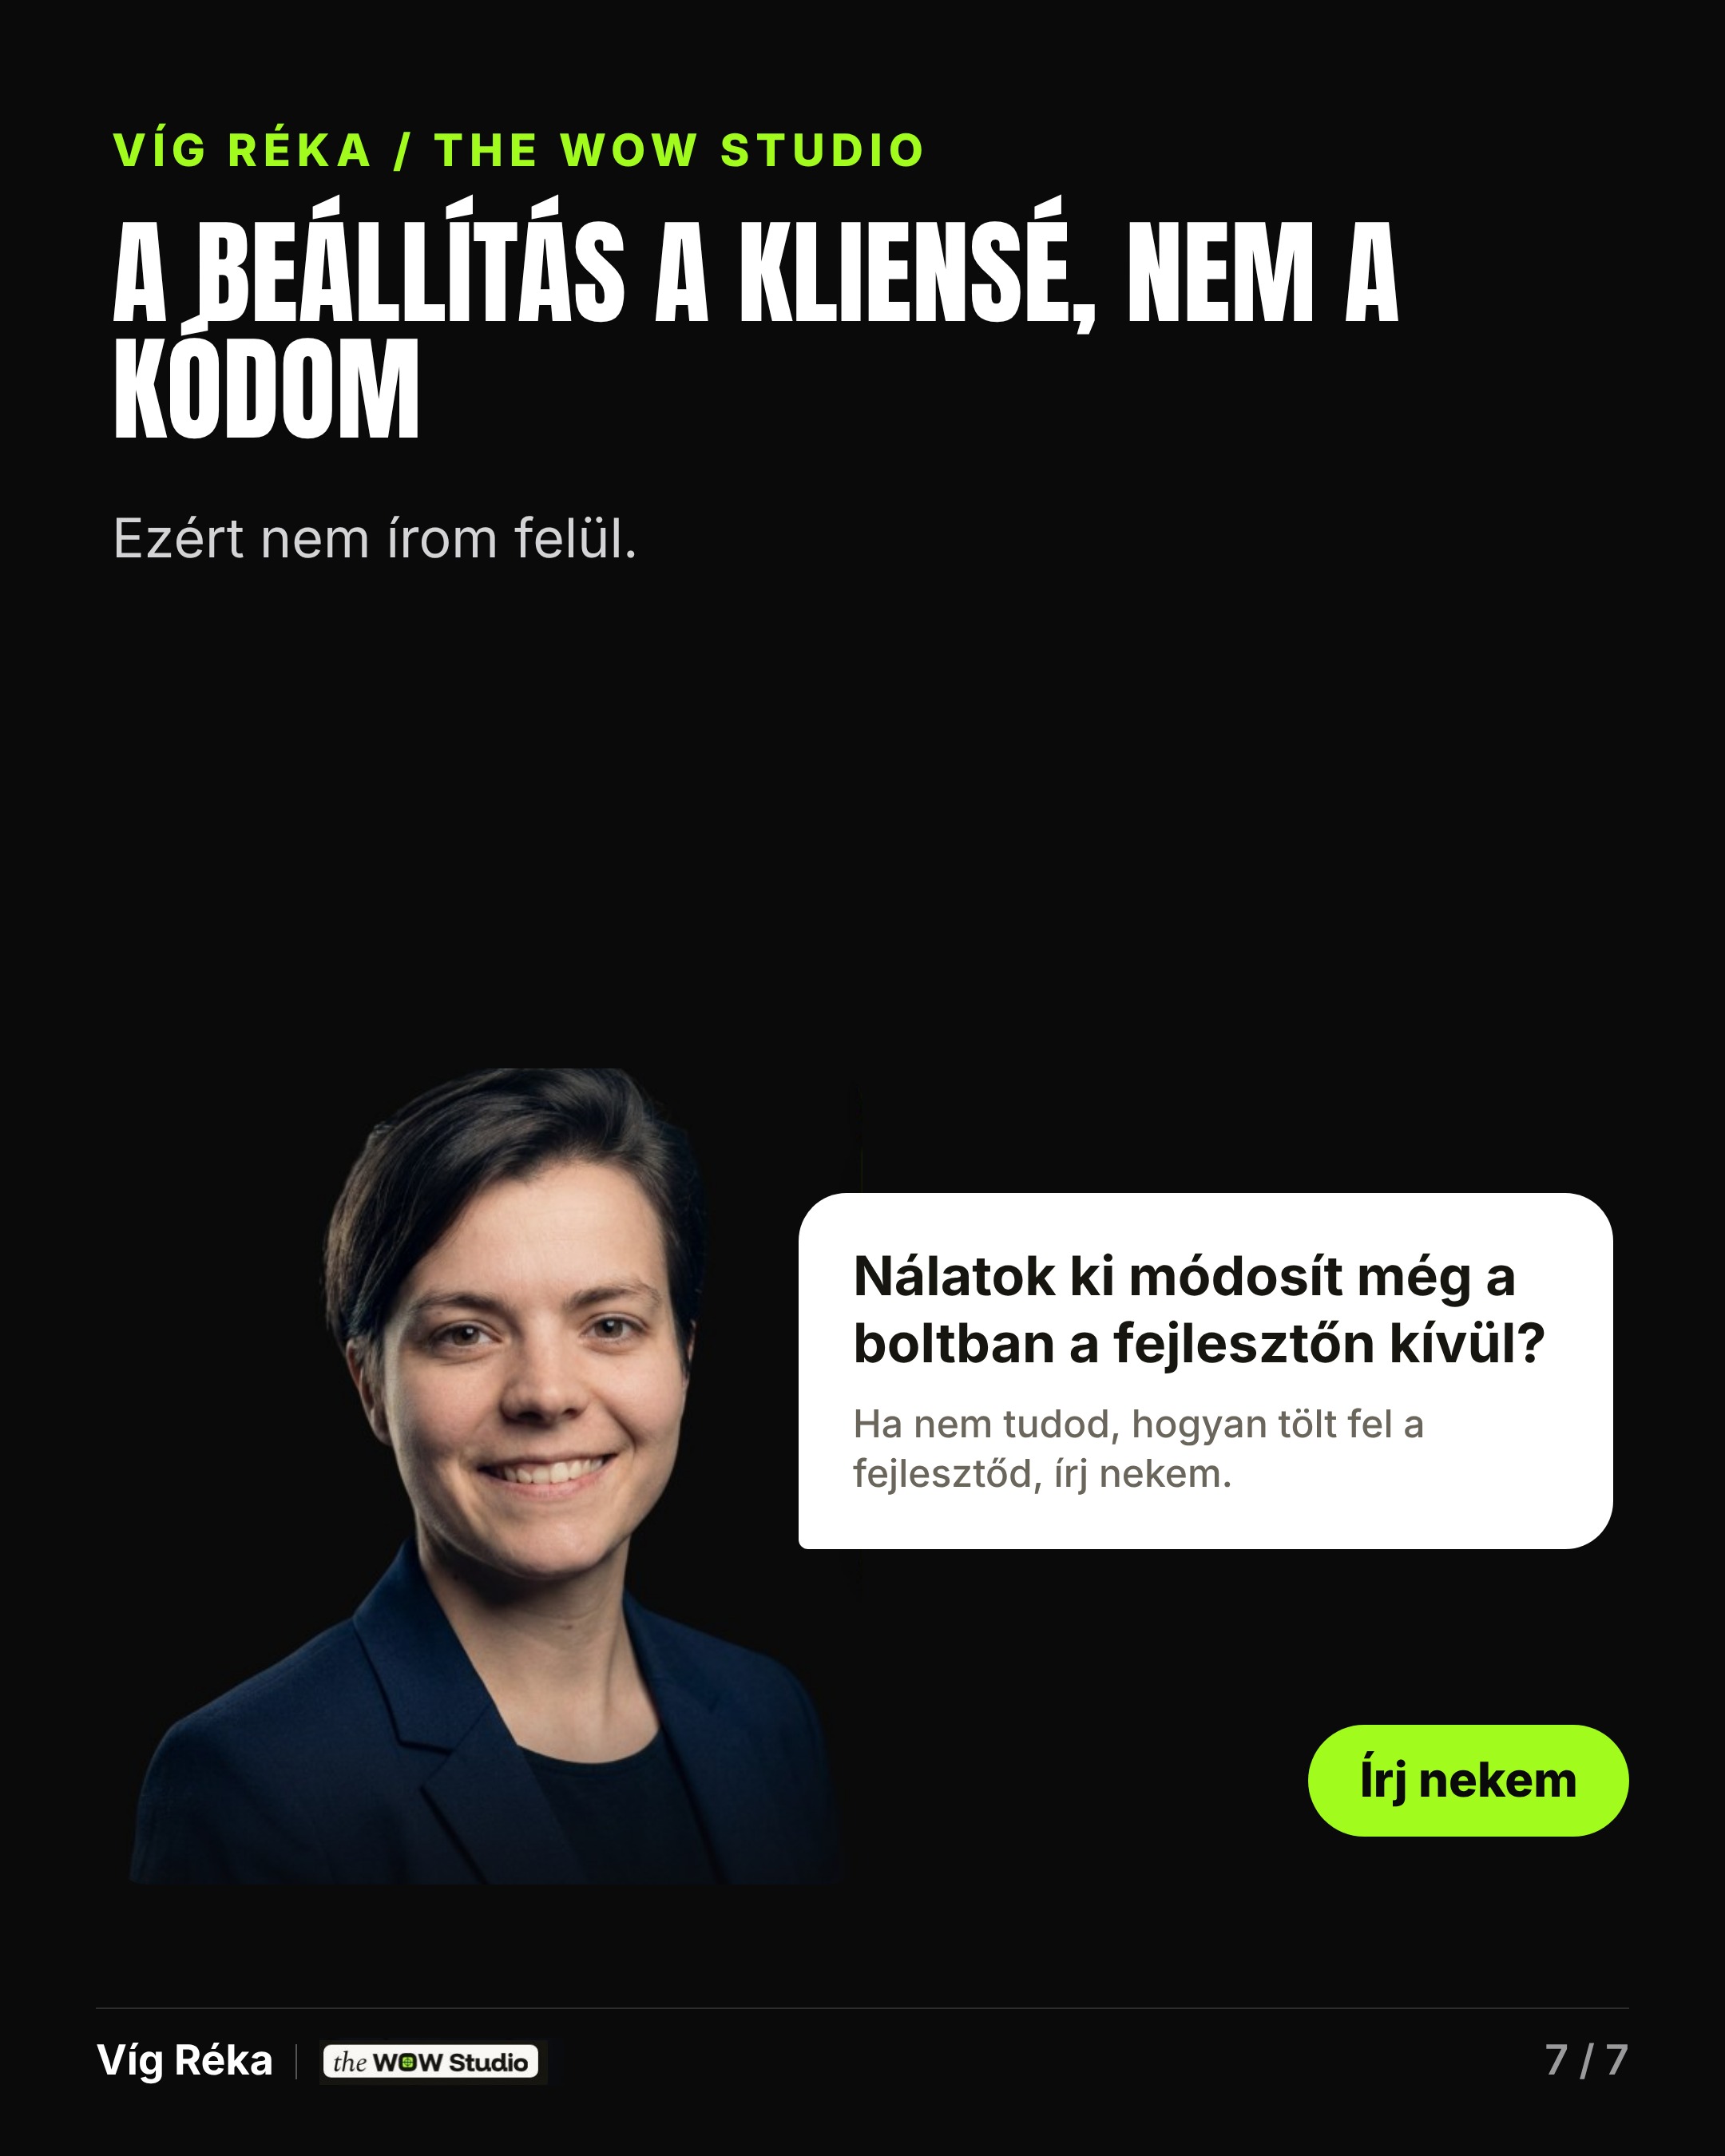 VÍG RÉKA / THE WOW STUDIO
A BEÁLLÍTÁS A KLIENSÉ, NEM A
KÓDOM
Ezért nem írom felül.
Nálatok ki módosít még a
boltban a fejlesztőn kívül?
Ha nem tudod, hogyan tölt fel a
fejlesztőd, írj nekem.
Írj nekem
Víg Réka
the WOW Studio
7 / 7